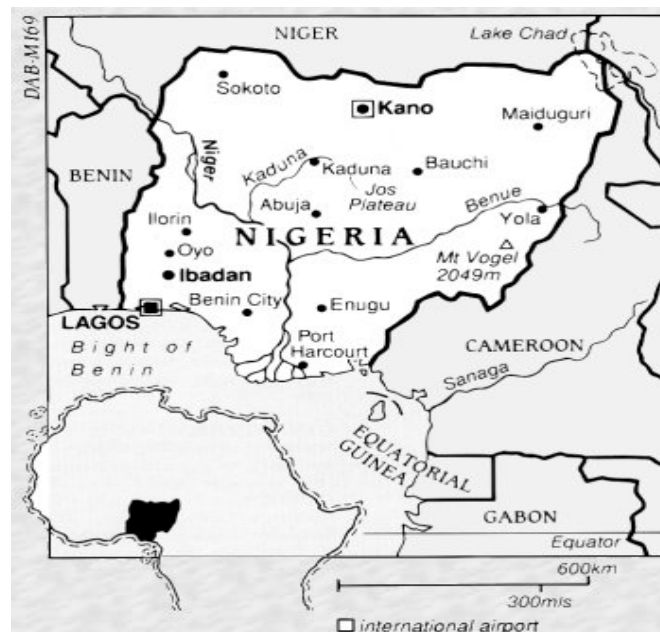 DAB-M169
NIGER
Lake Chad
Sokoto
Kano
Maiduguri
BENIN
Niger
Kaduna
Kaduna
Bauchi
Jos
Plateau
Benue
Abuja
Yola
Ilorin
NIGERIA
Oyo
Mt Vogel
2049m
Ibadan
Benin City
Enugu
LAGOS
Port
Harcourt
Bight of
Benin
CAMEROON
Sanaga
EQUATORIAL
GUINEA
GABON
Equator
600km
300mls
international airport